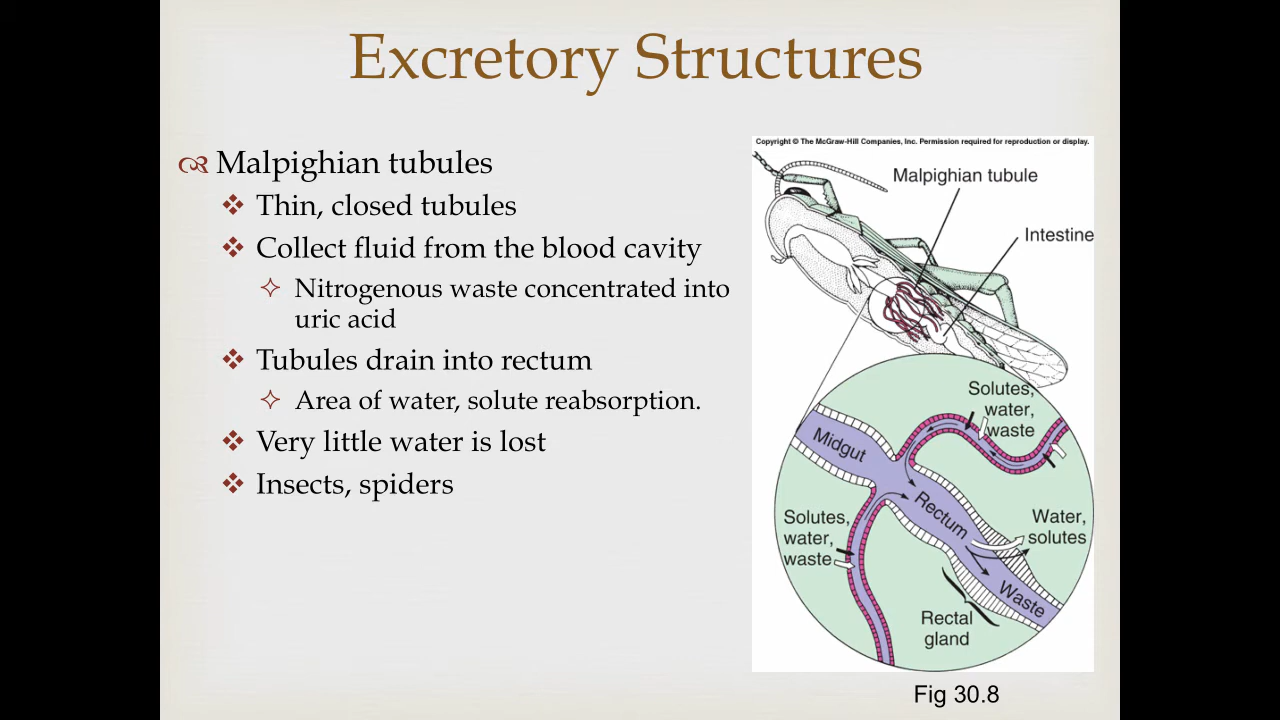 Excretory Structures
Malpighian tubules
Thin, closed tubules
Collect fluid from the blood cavity
Nitrogenous waste concentrated into
uric acid
Tubules drain into rectum
Area of water, solute reabsorption.
Very little water is lost
Insects, spiders
Copyright © The McGraw-Hill Companies, Inc. Permission required for reproduction or display.
Malpighian tubule
Intestine
Solutes,
water,
waste
Midgut
Rectum
Solutes,
water,
waste
Water,
solutes
Waste
Rectal
gland
Fig 30.8